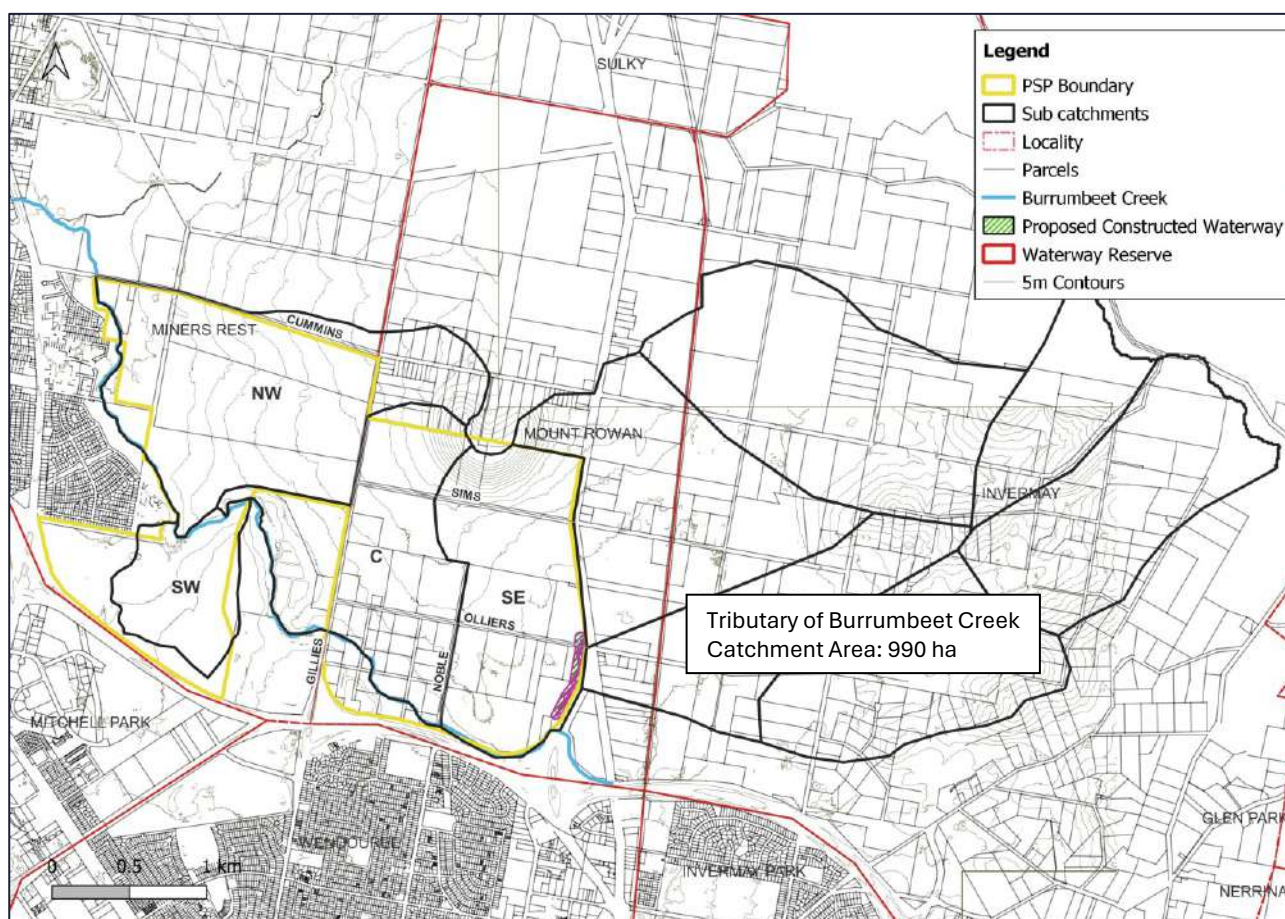 SULKY
Legend
PSP Boundary
Sub catchments
Locality
Parcels
Burrumbeet Creek
Proposed Constructed Waterway
Waterway Reserve
5m Contours
MINERS REST
CUMMINS
NW
MOUNT ROWAN
SIMS
INVERMAY
C
SW
SE
OLLIERS
Tributary of Burrumbeet Creek
Catchment Area: 990 ha
GILLIES
NOBLE
MITCHELL PARK
WENDOUREE
GLEN PARK
INVERMAY PARK
0 0.5 1 km
NERRINA